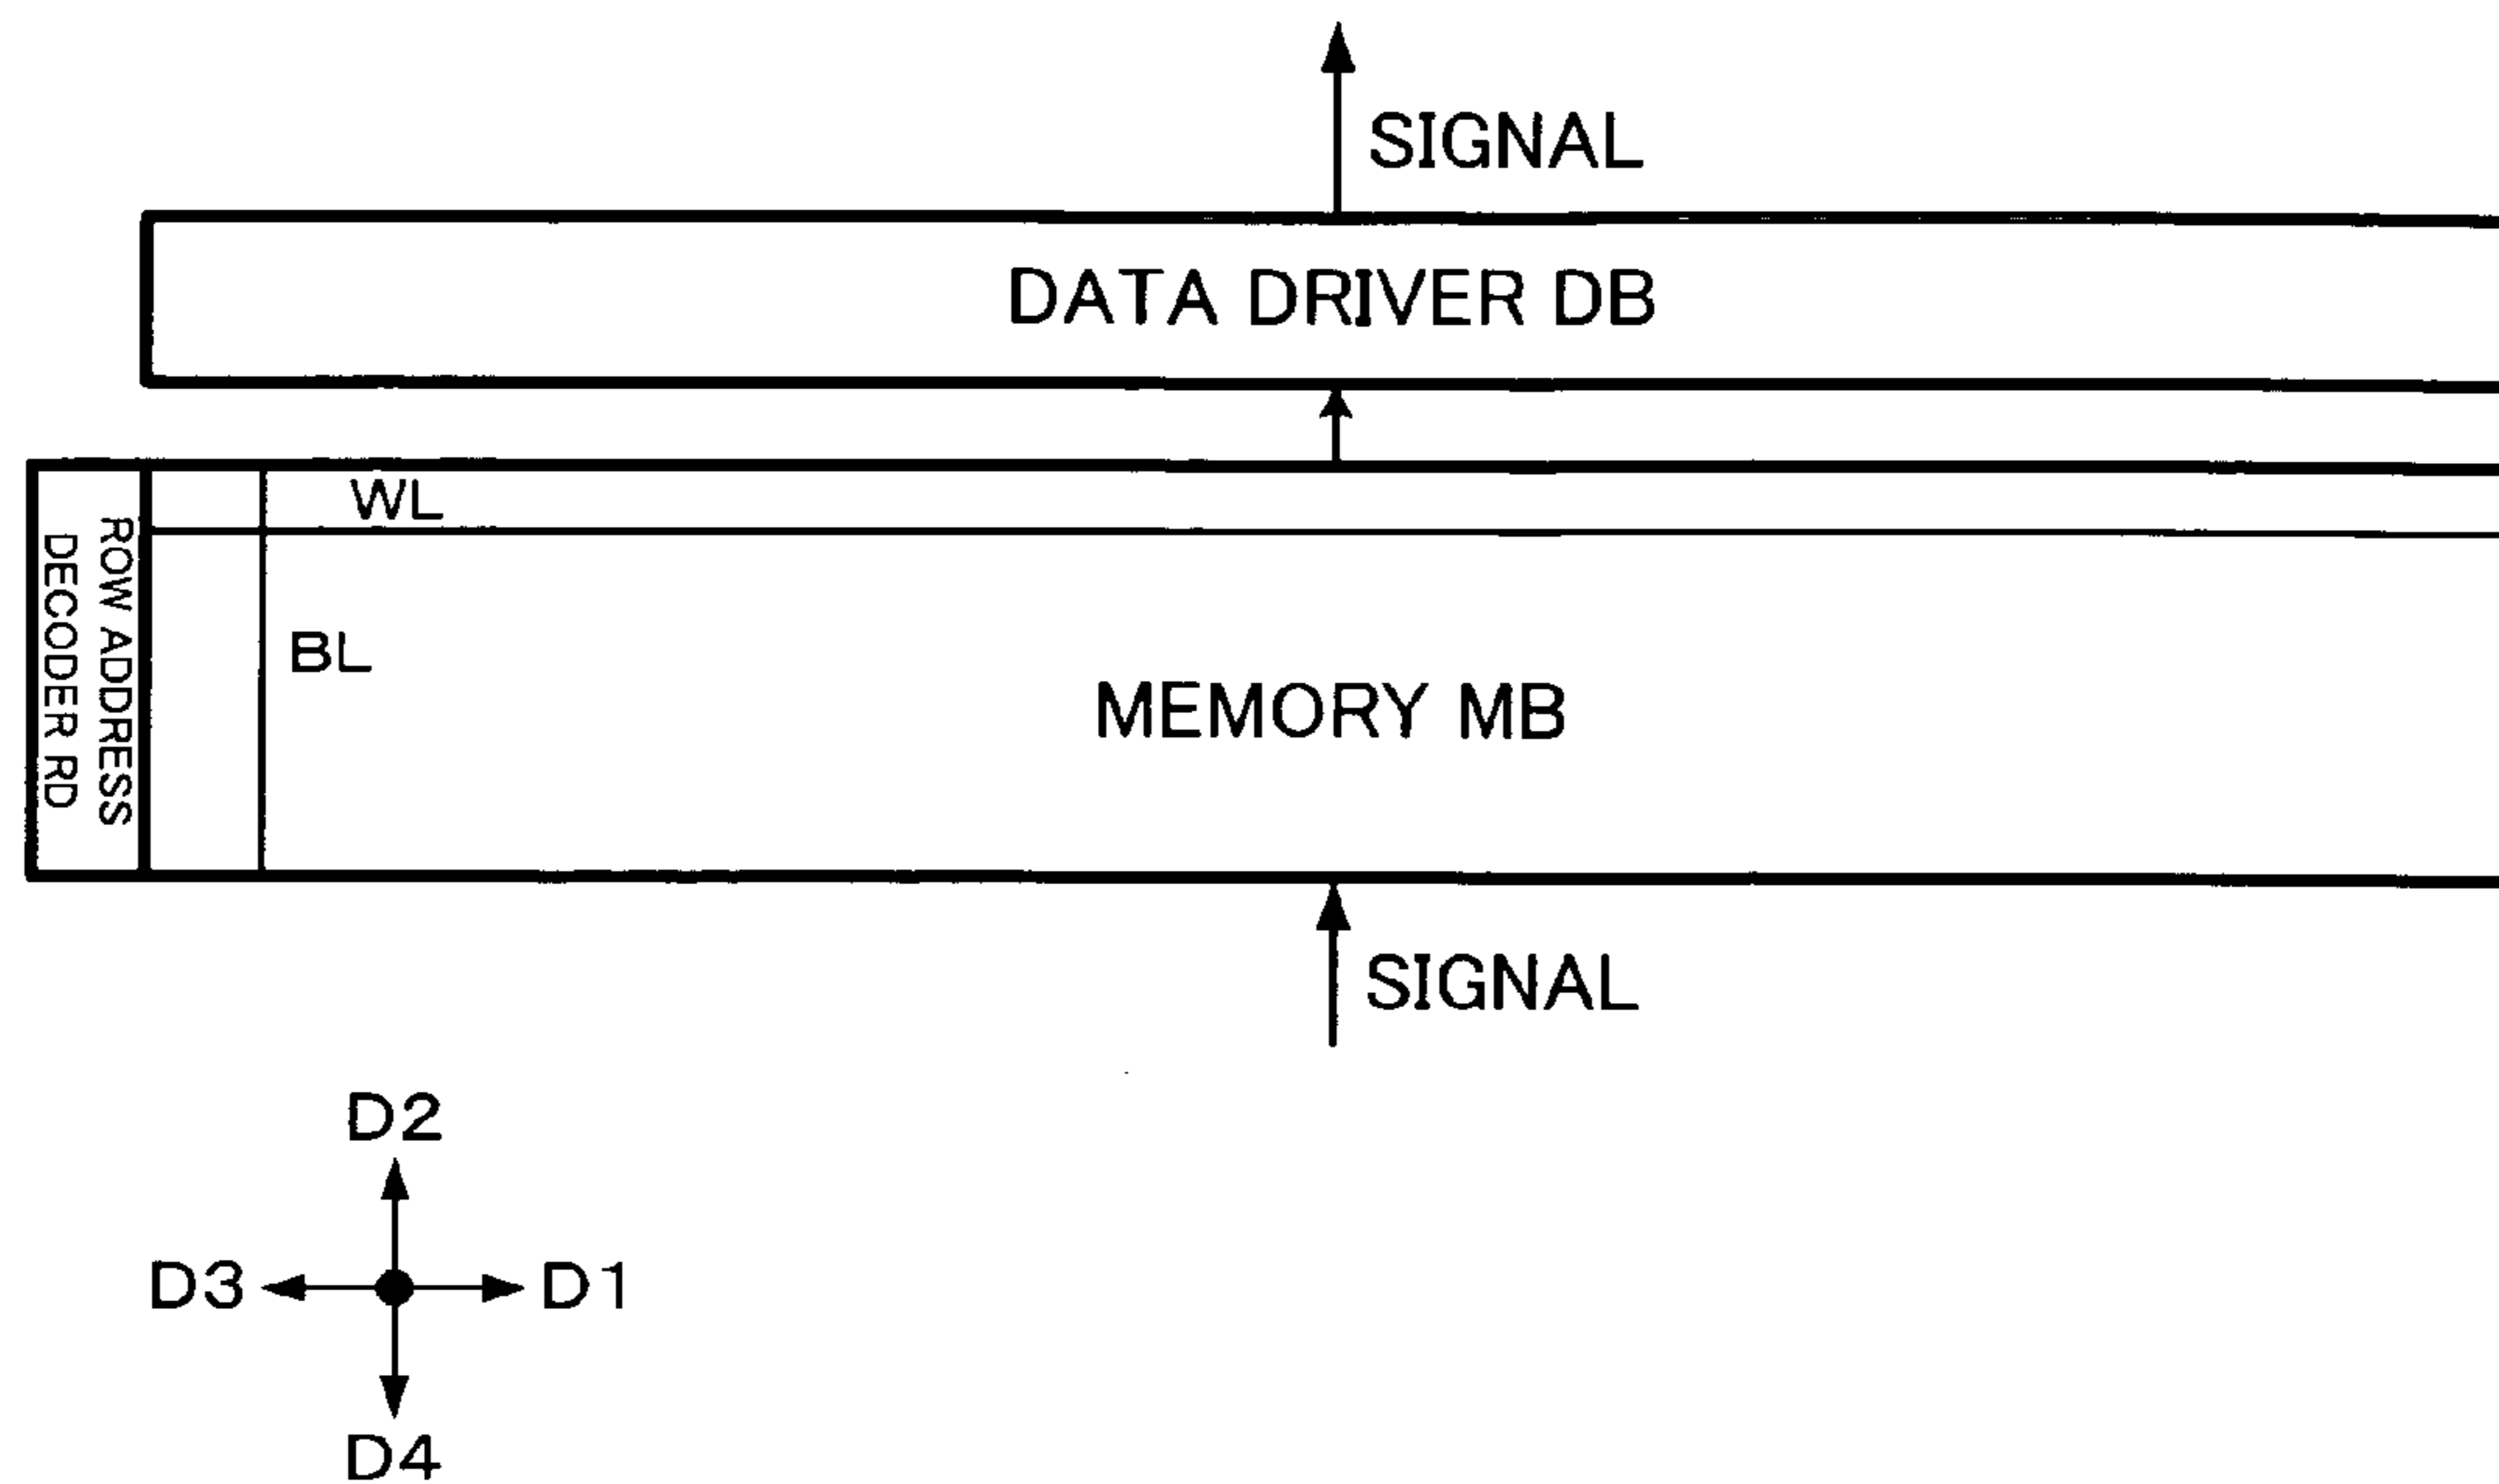 SIGNAL
DATA DRIVER DB
WL
ROW ADDRESS
DECODER RD
BL
MEMORY MB
SIGNAL
D2
D3
D1
D4